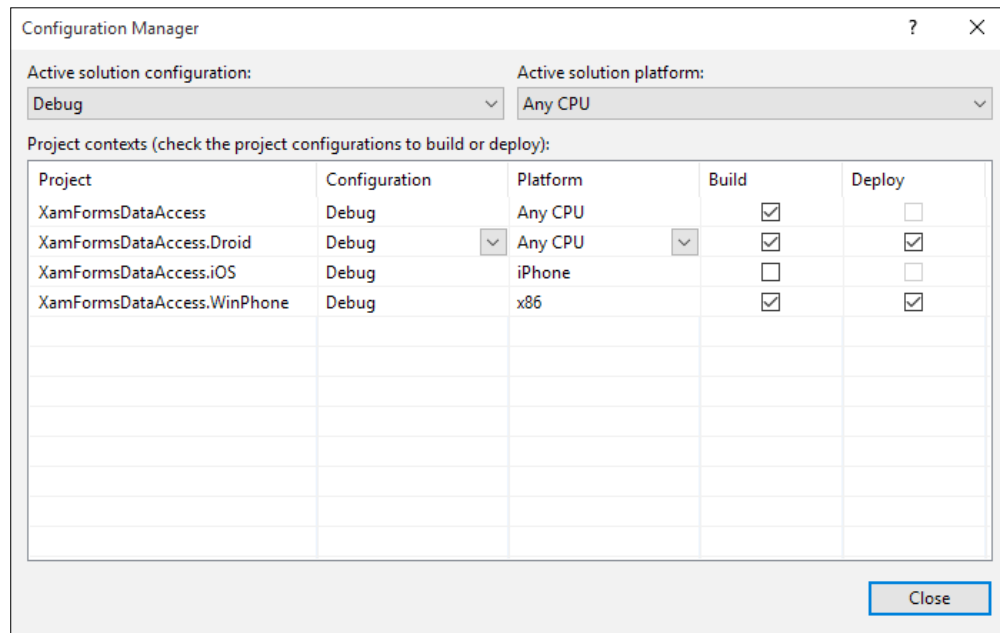 Configuration Manager ?
Active solution configuration: Active solution platform:
Debug Any CPU
Project contexts (check the project configurations to build or deploy):
Project Configuration Platform Build Deploy
XamFormsDataAccess Debug Any CPU
XamFormsDataAccess.Droid Debug Any CPU
XamFormsDataAccess.iOS Debug iPhone
XamFormsDataAccess.WinPhone Debug x86
Close